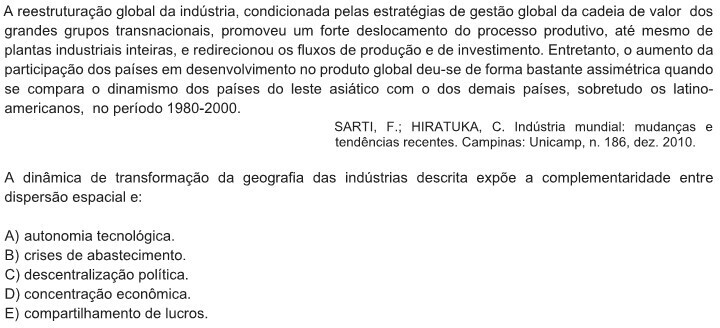 A reestruturação global da indústria, condicionada pelas estratégias de gestão global da cadeia de valor dos
grandes grupos transnacionais, promoveu um forte deslocamento do processo produtivo, até mesmo de
plantas industriais inteiras, e redirecionou os fluxos de produção e de investimento. Entretanto, o aumento da
participação dos países em desenvolvimento no produto global deu-se de forma bastante assimétrica quando
se compara o dinamismo dos países do leste asiático com o dos demais países, sobretudo os latino-
americanos, no período 1980-2000.
SARTI, F.; HIRATUKA, C. Indústria mundial: mudanças e
tendências recentes. Campinas: Unicamp, n. 186, dez. 2010.
A dinâmica de transformação da geografia das indústrias descrita expõe a complementaridade entre
dispersão espacial e:
A) autonomia tecnológica.
B) crises de abastecimento.
C) descentralização política.
D) concentração econômica.
E) compartilhamento de lucros.